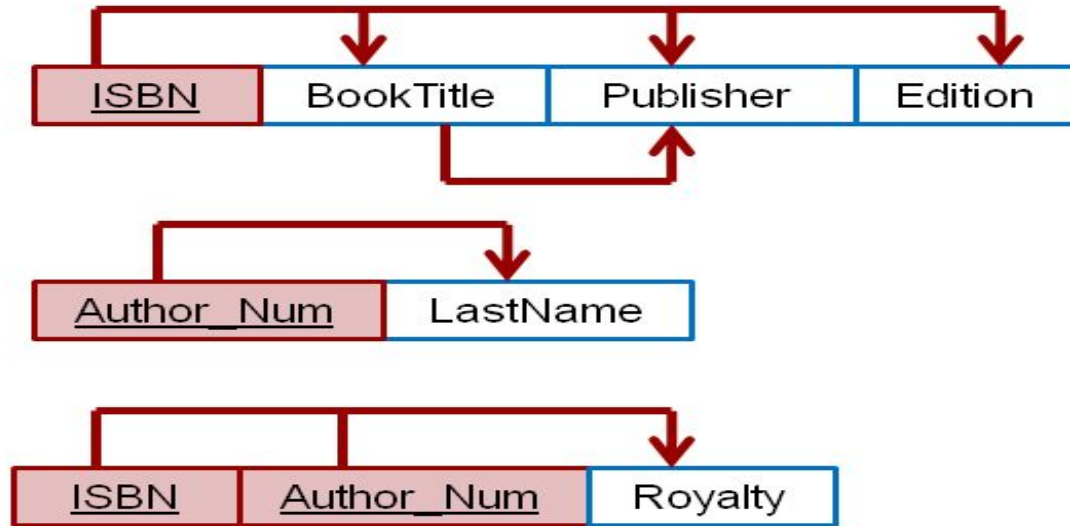 ISBN BookTitle Publisher Edition
Author_Num LastName
ISBN Author_Num Royalty